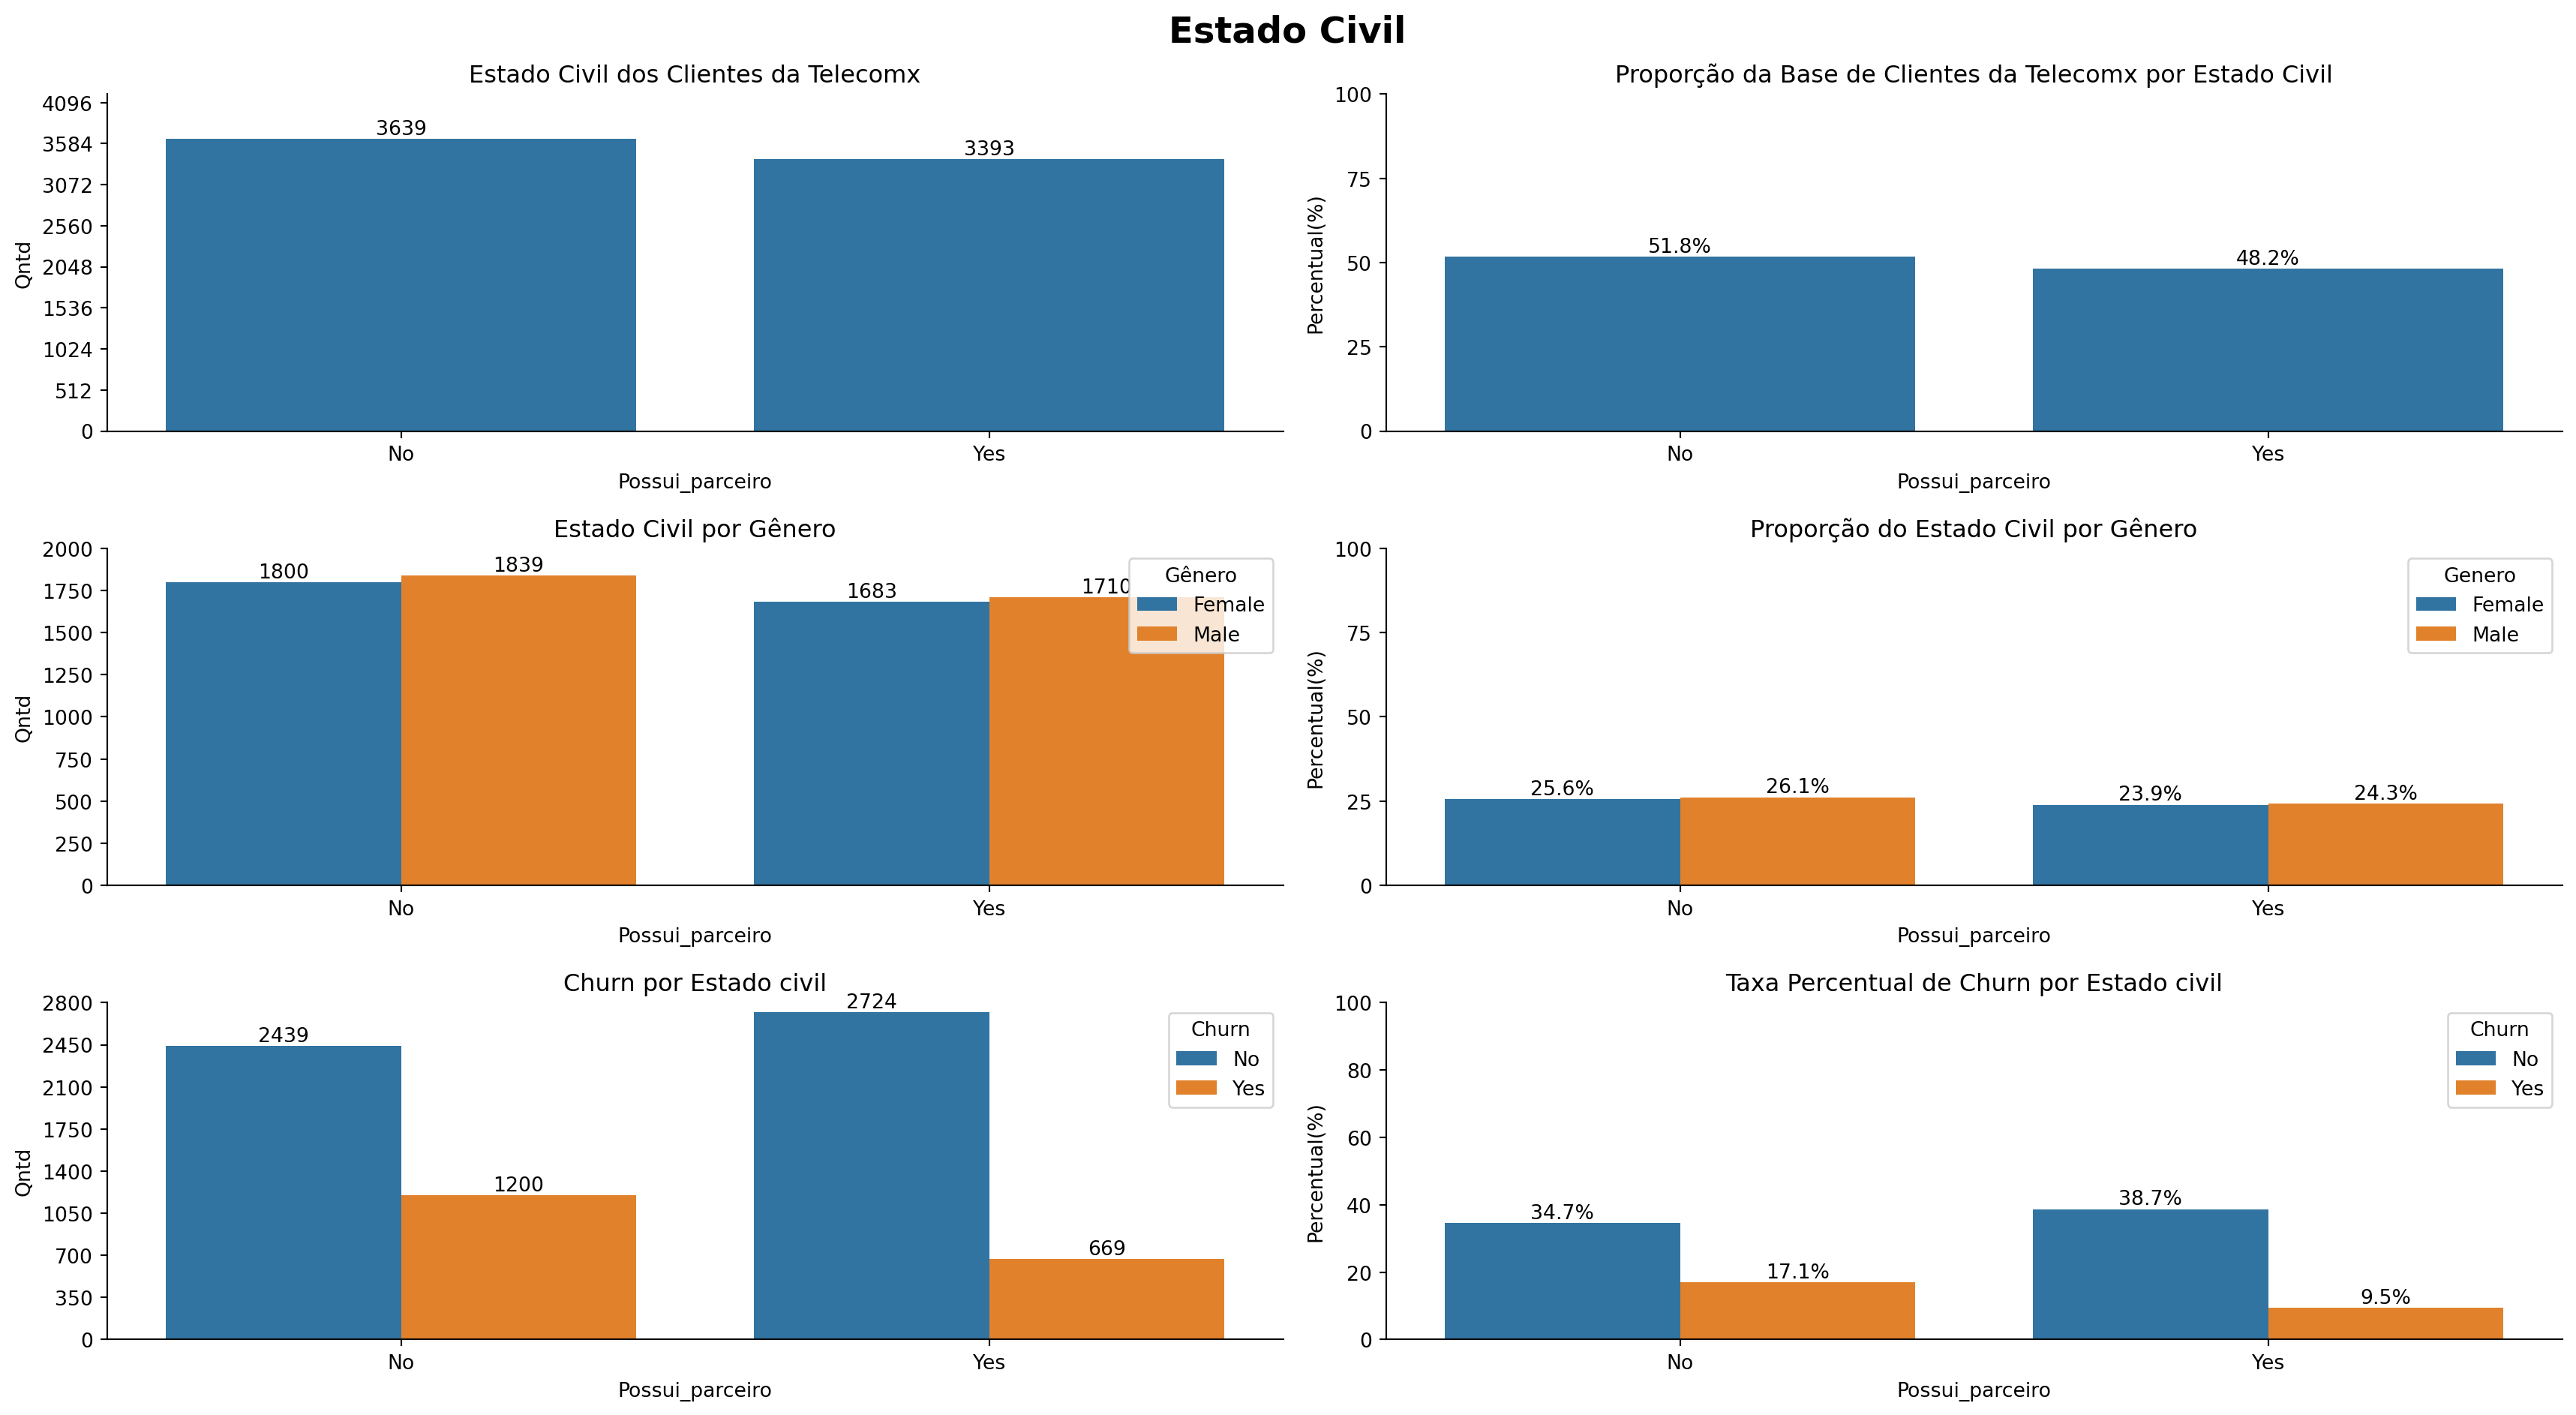 Estado Civil
Estado Civil dos Clientes da Telecomx
4096
3584
3072
2560
2048
1536
1024
512
0
Qntd
3639
3393
No
Yes
Possui_parceiro
Proporção da Base de Clientes da Telecomx por Estado Civil
100
75
50
25
0
Percentual(%)
51.8%
48.2%
No
Yes
Possui_parceiro
Estado Civil por Gênero
2000
1750
1500
1250
1000
750
500
250
0
Qntd
1800
1839
1683
1710
Gênero
Female
Male
No
Yes
Possui_parceiro
Proporção do Estado Civil por Gênero
100
75
50
25
0
Percentual(%)
25.6%
26.1%
23.9%
24.3%
Genero
Female
Male
No
Yes
Possui_parceiro
Churn por Estado civil
2800
2450
2100
1750
1400
1050
700
350
0
Qntd
2439
1200
2724
669
Churn
No
Yes
No
Yes
Possui_parceiro
Taxa Percentual de Churn por Estado civil
100
80
60
40
20
0
Percentual(%)
34.7%
17.1%
38.7%
9.5%
Churn
No
Yes
No
Yes
Possui_parceiro